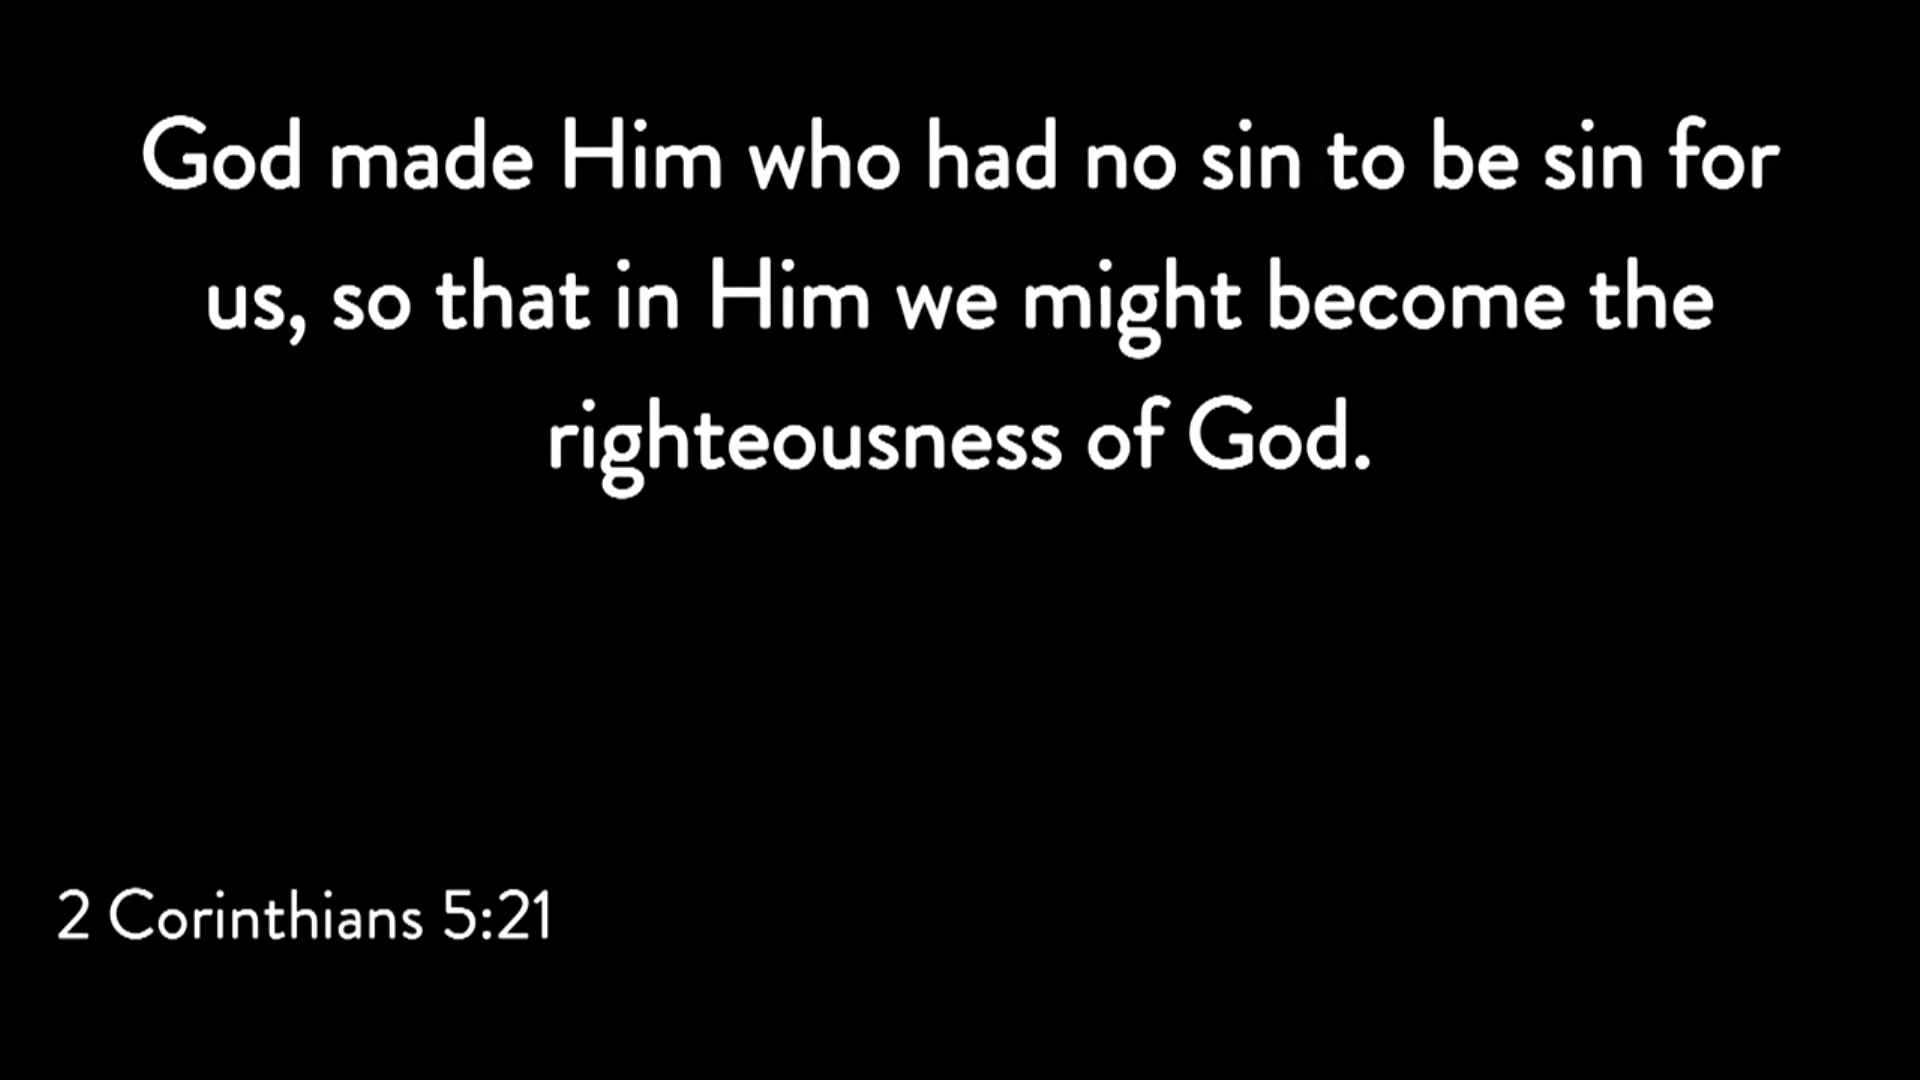 God made Him who had no sin to be sin for
us, so that in Him we might become the
righteousness of God.
2 Corinthians 5:21